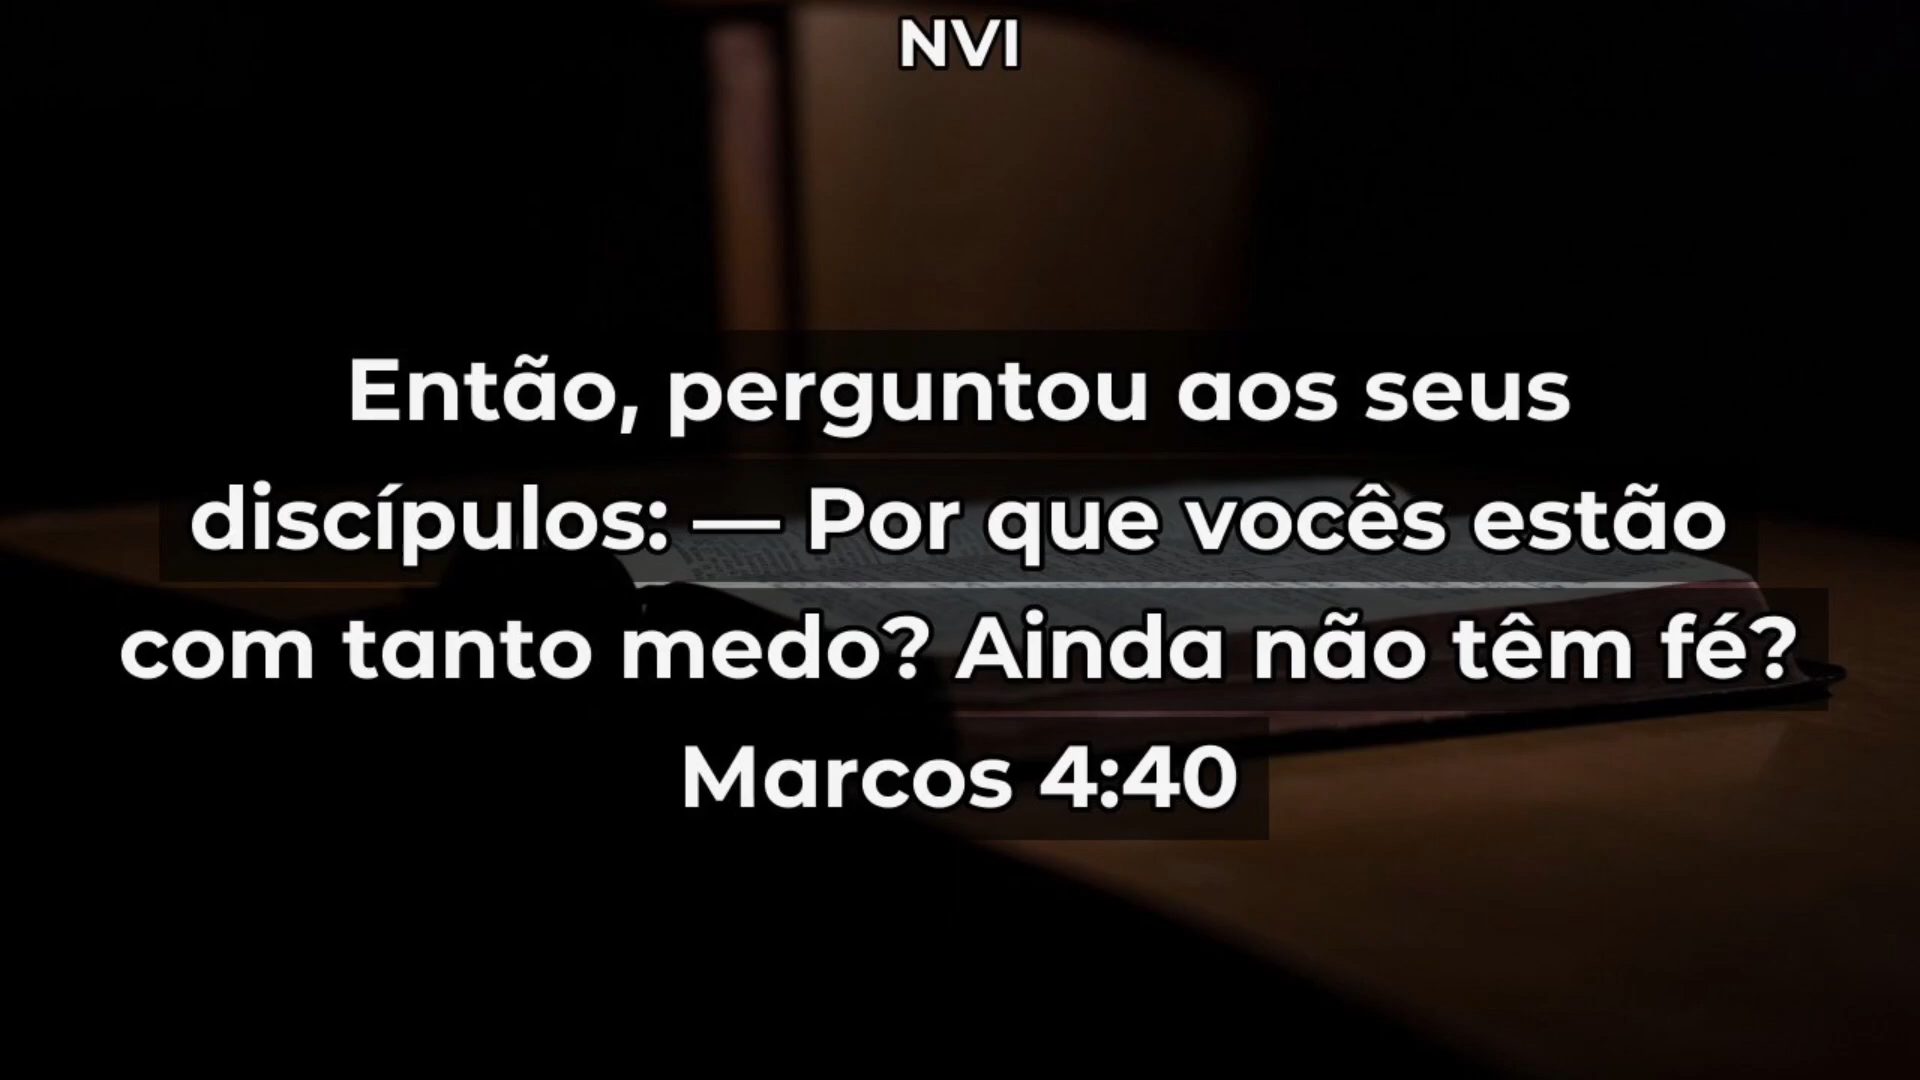 NVI
Então, perguntou aos seus
discípulos: — Por que vocês estão
com tanto medo? Ainda não têm fé?
Marcos 4:40